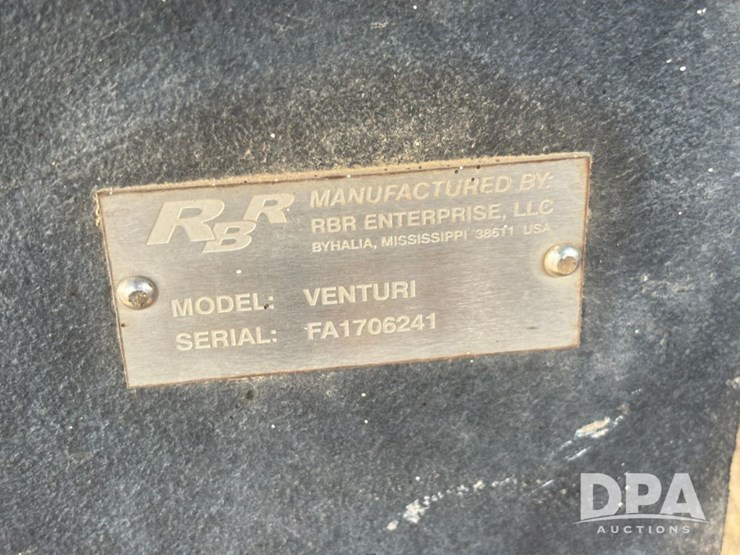 RBR
MANUFACTURED BY:
RBR ENTERPRISE, LLC
BYHALIA, MISSISSIPPI 38611 USA
MODEL: VENTURI
SERIAL: FA1706241
DPA
AUCTIONS